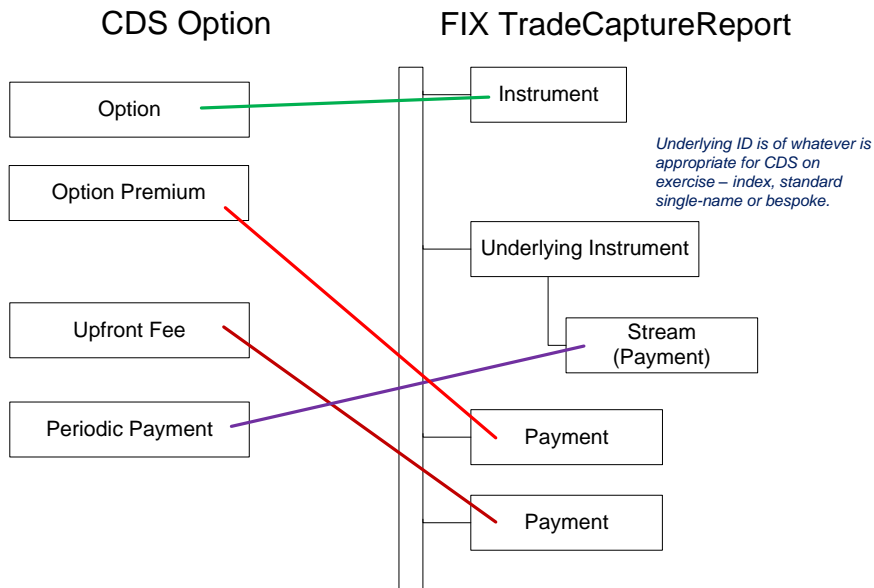 CDS Option
FIX TradeCaptureReport
Option
Instrument
Underlying ID is of whatever is
appropriate for CDS on
exercise – index, standard
single-name or bespoke.
Option Premium
Underlying Instrument
Upfront Fee
Stream
(Payment)
Periodic Payment
Payment
Payment